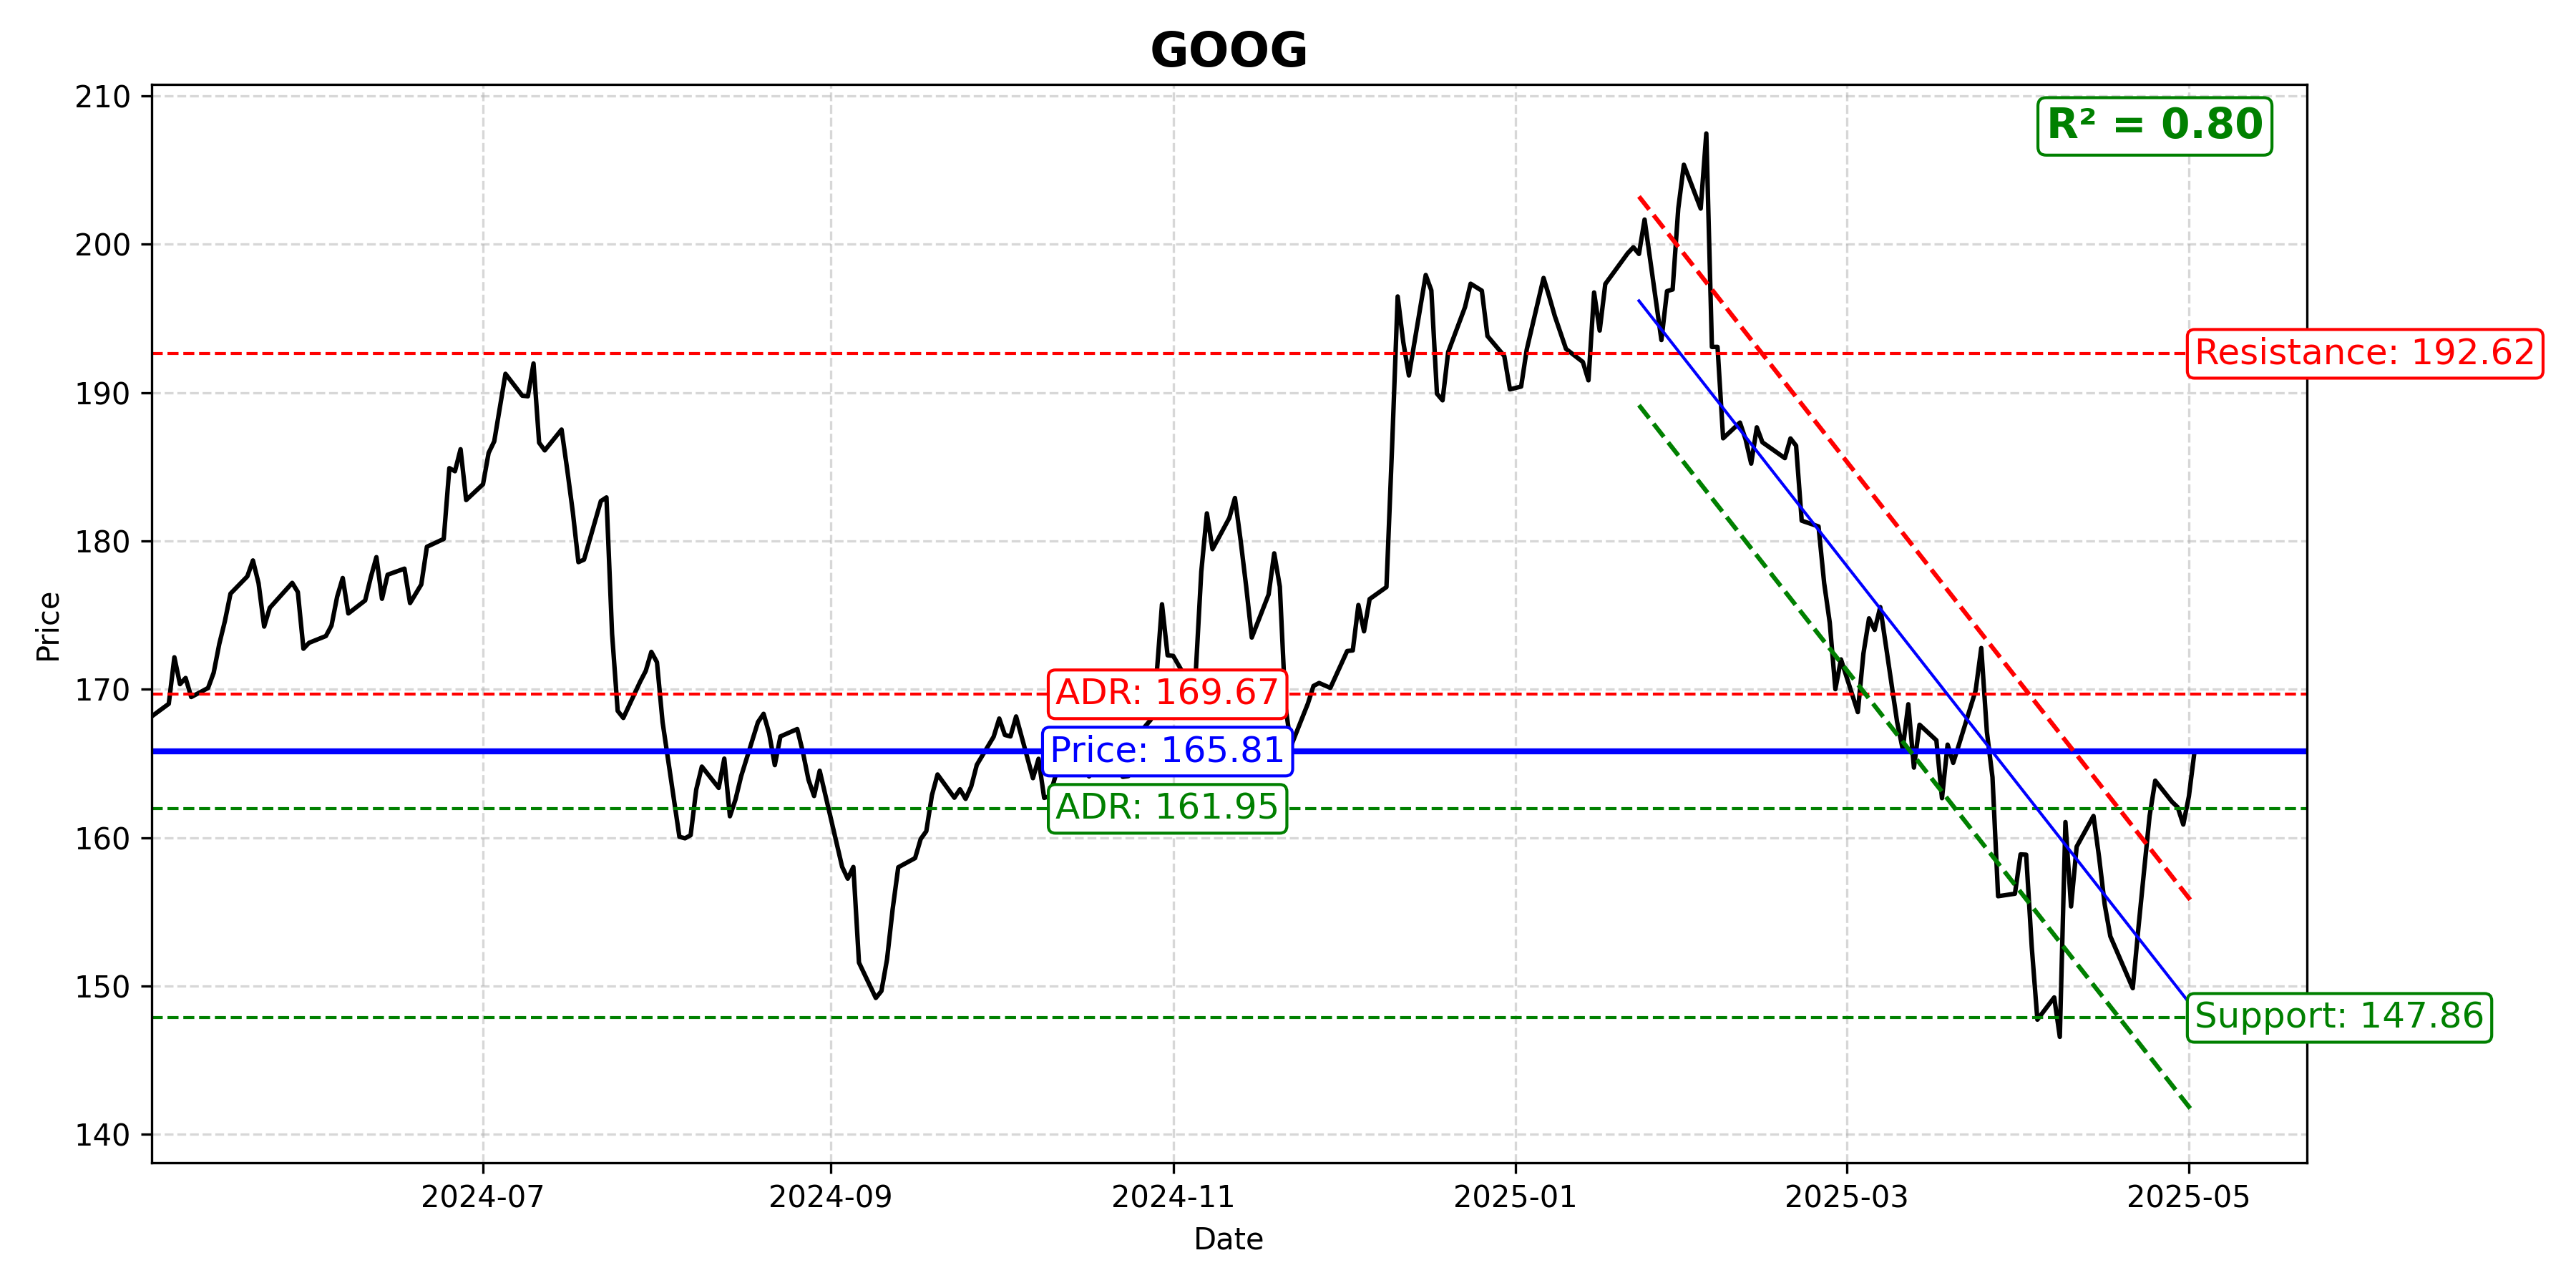 GOOG
R² = 0.80
210
200
190
180
170
160
150
140
Price
Resistance: 192.62
ADR: 169.67
Price: 165.81
ADR: 161.95
Support: 147.86
2024-07
2024-09
2024-11
2025-01
2025-03
2025-05
Date